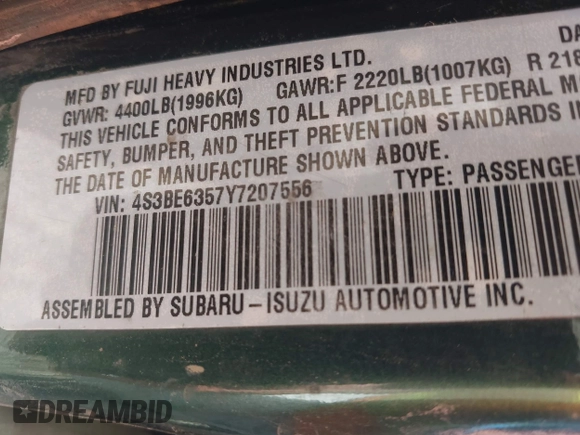 DA
MFD BY FUJI HEAVY INDUSTRIES LTD.
GVWR: 4400LB(1996KG) GAWR:F 2220LB(1007KG) R 218
THIS VEHICLE CONFORMS TO ALL APPLICABLE FEDERAL M
SAFETY, BUMPER, AND THEFT PREVENTION STANDARDS I
THE DATE OF MANUFACTURE SHOWN ABOVE.
VIN: 4S3BE6357Y7207556 TYPE: PASSENGE
ASSEMBLED BY SUBARU-ISUZU AUTOMOTIVE INC.
DREAMBID